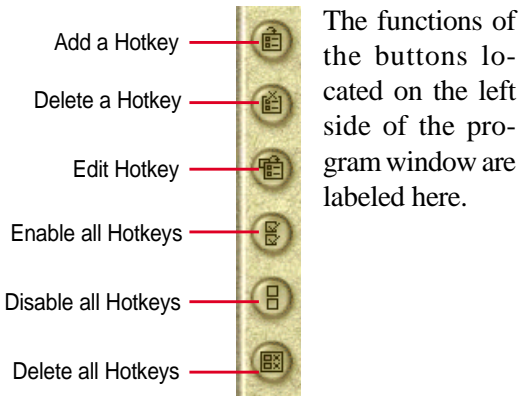 Add a Hotkey
Delete a Hotkey
Edit Hotkey
Enable all Hotkeys
Disable all Hotkeys
Delete all Hotkeys
The functions of
the buttons lo-
cated on the left
side of the pro-
gram window are
labeled here.